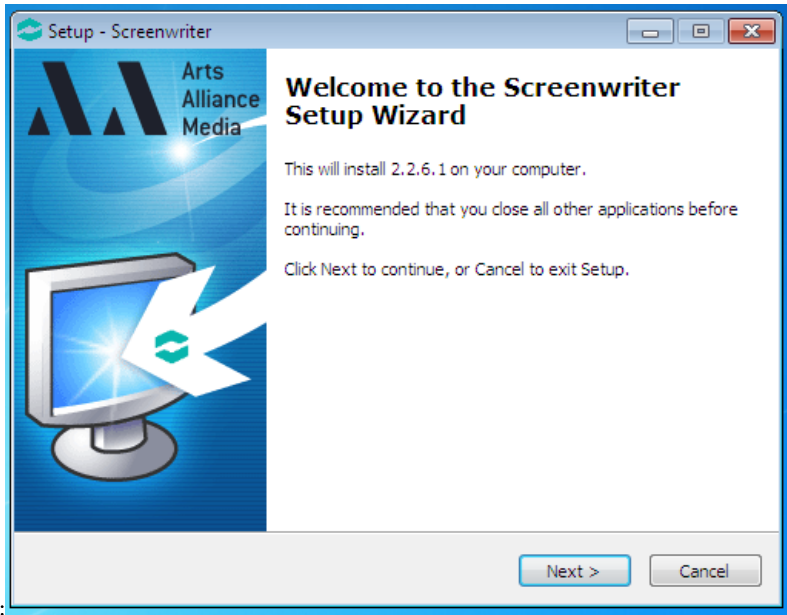 Setup - Screenwriter
Arts
Alliance
Media
Welcome to the Screenwriter
Setup Wizard
This will install 2.2.6.1 on your computer.
It is recommended that you close all other applications before
continuing.
Click Next to continue, or Cancel to exit Setup.
Next >
Cancel
: